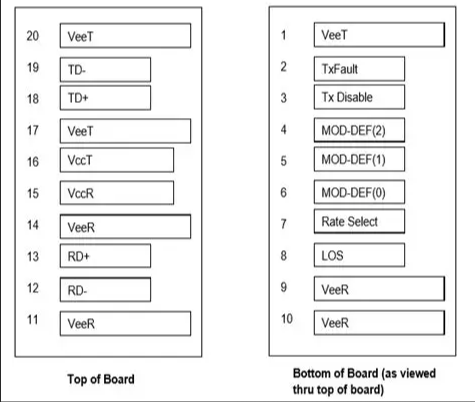 20 VeeT
19 TD-
18 TD+
17 VeeT
16 VccT
15 VccR
14 VeeR
13 RD+
12 RD-
11 VeeR
Top of Board
1 VeeT
2 TxFault
3 Tx Disable
4 MOD-DEF(2)
5 MOD-DEF(1)
6 MOD-DEF(0)
7 Rate Select
8 LOS
9 VeeR
10 VeeR
Bottom of Board (as viewed
thru top of board)